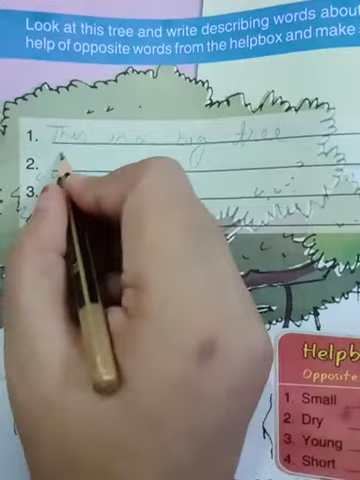 Look at this tree and write describing words abou
help of opposite words from the helpbox and make
1. This is a big tree
2.
3.
Helpb
Opposite
1. Small
2. Dry
3. Young
4. Short